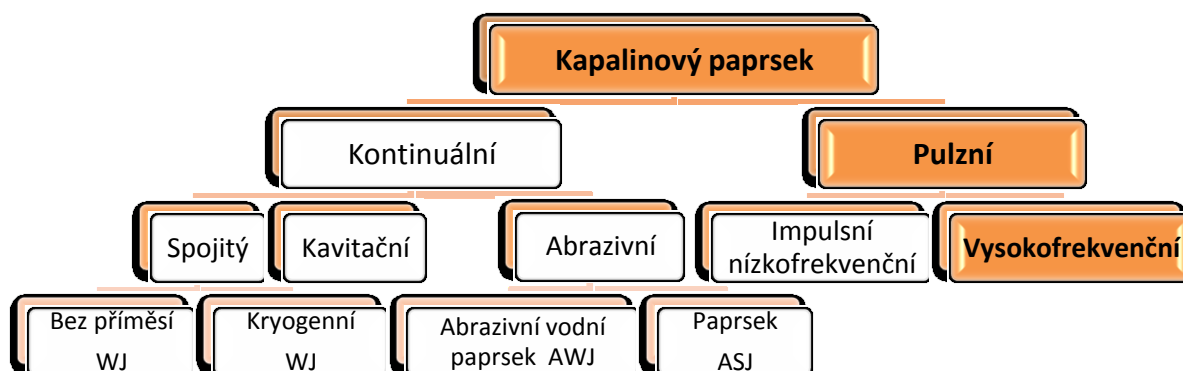 Kapalinový paprsek
Kontinuální
Pulzní
Spojitý
Kavitační
Abrazivní
Impulsní
nízkofrekvenční
Vysokofrekvenční
Bez příměsí
WJ
Kryogenní
WJ
Abrazivní vodní
paprsek AWJ
Paprsek
ASJ